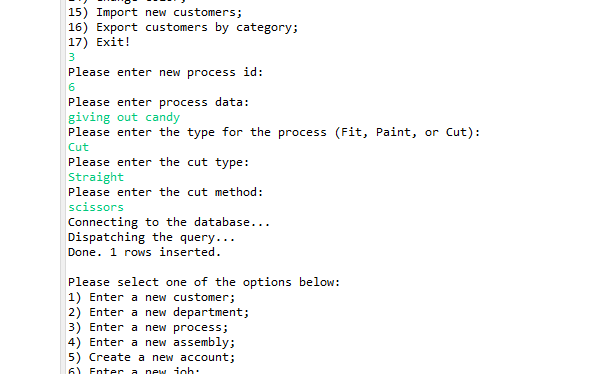 15) Import new customers;
16) Export customers by category;
17) Exit!
3
Please enter new process id:
6
Please enter process data:
giving out candy
Please enter the type for the process (Fit, Paint, or Cut):
Cut
Please enter the cut type:
Straight
Please enter the cut method:
scissors
Connecting to the database...
Dispatching the query...
Done. 1 rows inserted.
Please select one of the options below:
1) Enter a new customer;
2) Enter a new department;
3) Enter a new process;
4) Enter a new assembly;
5) Create a new account;
6) Enter a new job;